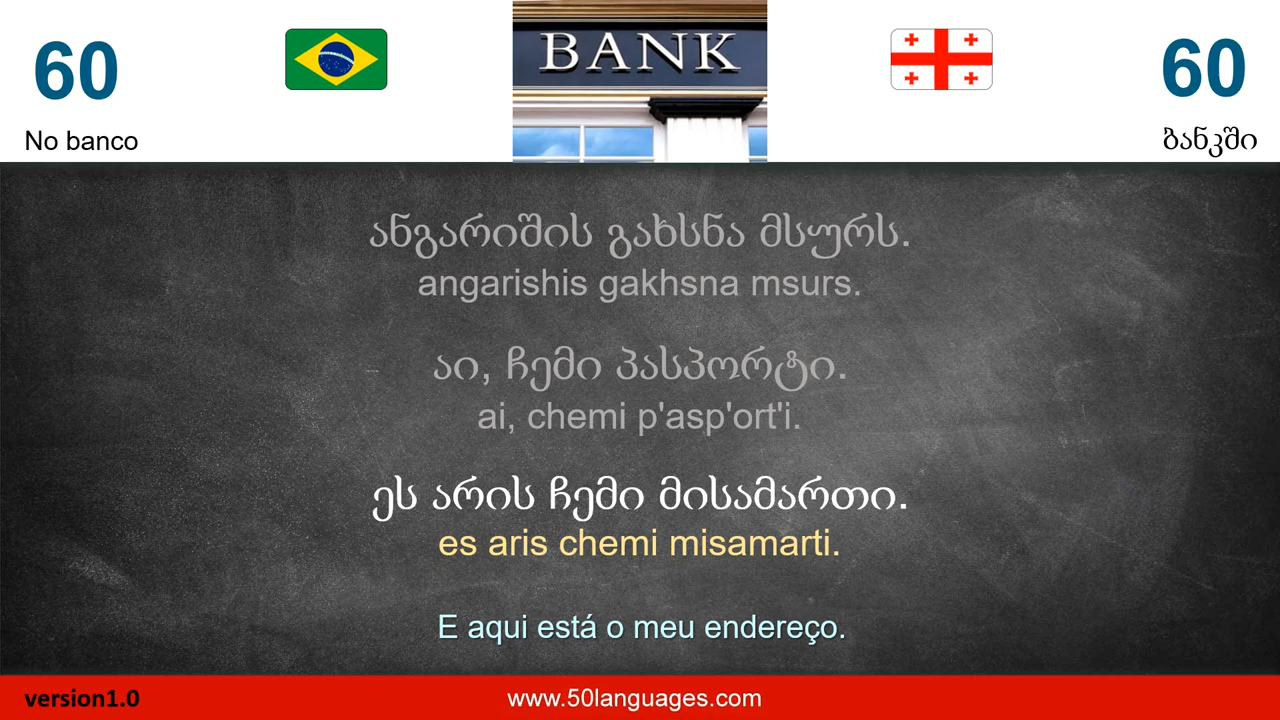 60
No banco
BANK
60
ბანკში
ანგარიშის გახსნა მსურს.
angarishis gakhsna msurs.
აი, ჩემი პასპორტი.
ai, chemi p'asp'ort'i.
ეს არის ჩემი მისამართი.
es aris chemi misamarti.
E aqui está o meu endereço.
version1.0
www.50languages.com